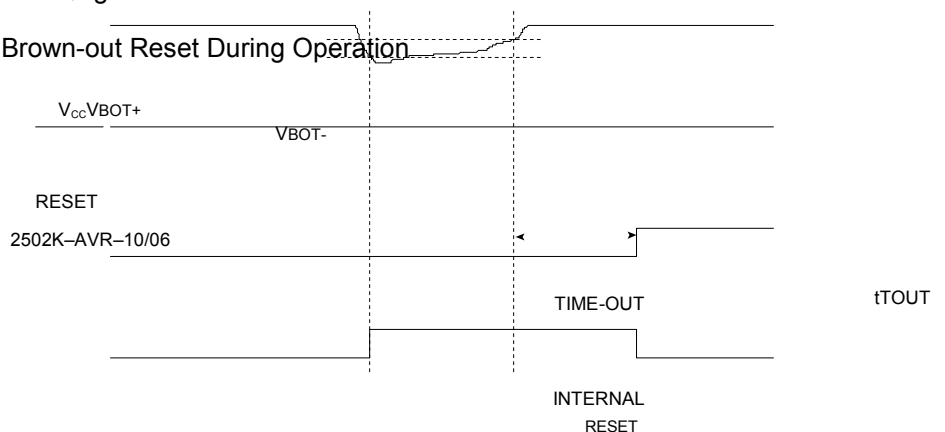 Brown-out Reset During Operation
VCCVBOT+
VBOT-
RESET
2502K–AVR–10/06
TIME-OUT
tTOUT
INTERNAL
RESET